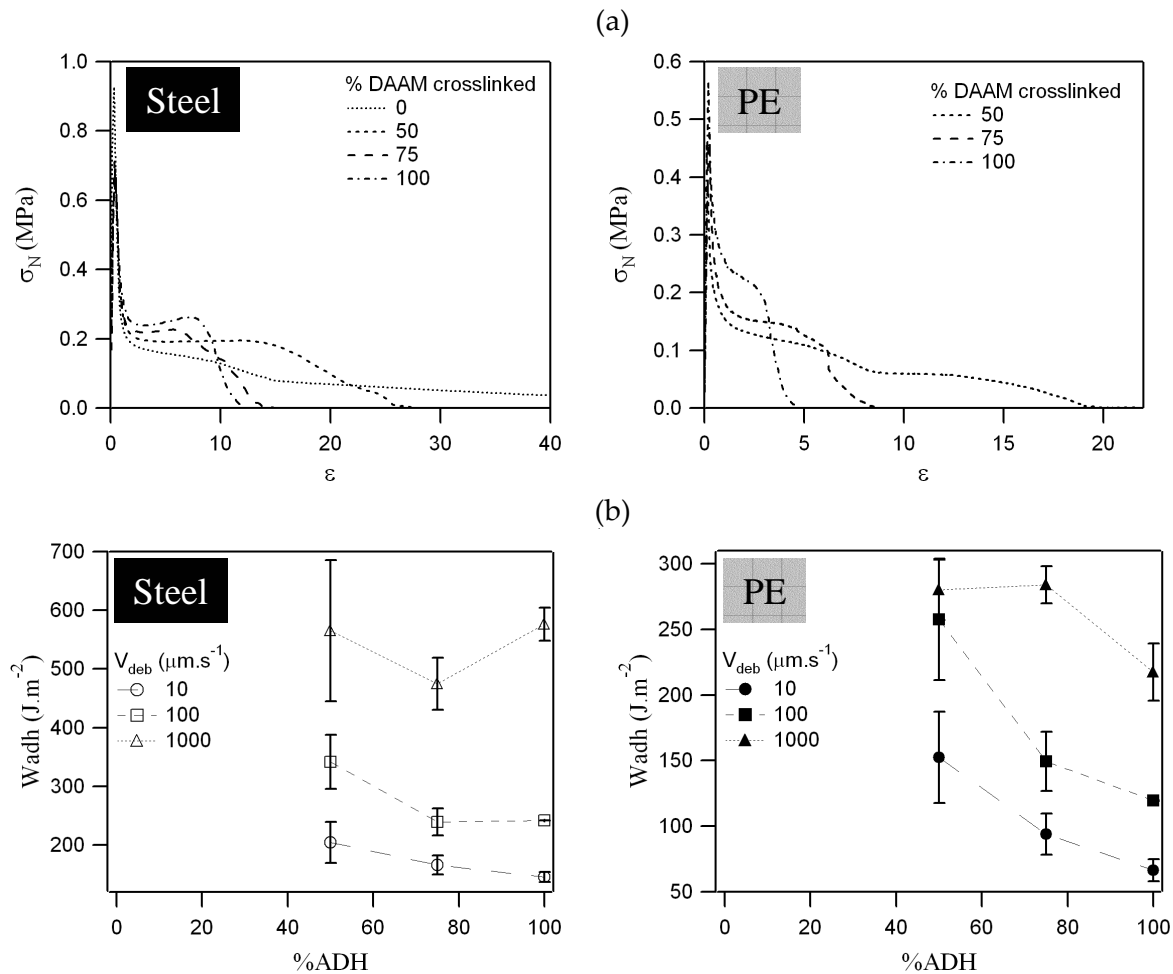 (a)
Steel
% DAAM crosslinked
0
50
75
100
1.0
0.8
0.6
0.4
0.2
0.0
σN (MPa)
0 10 20 30 40
ε
PE
% DAAM crosslinked
50
75
100
0.6
0.5
0.4
0.3
0.2
0.1
0.0
σN (MPa)
0 5 10 15 20
ε
(b)
Steel
Vdeb (μm.s-1)
10
100
1000
700
600
500
400
300
200
Wadh (J.m-2)
0 20 40 60 80 100
%ADH
PE
Vdeb (μm.s-1)
10
100
1000
300
250
200
150
100
50
Wadh (J.m-2)
0 20 40 60 80 100
%ADH